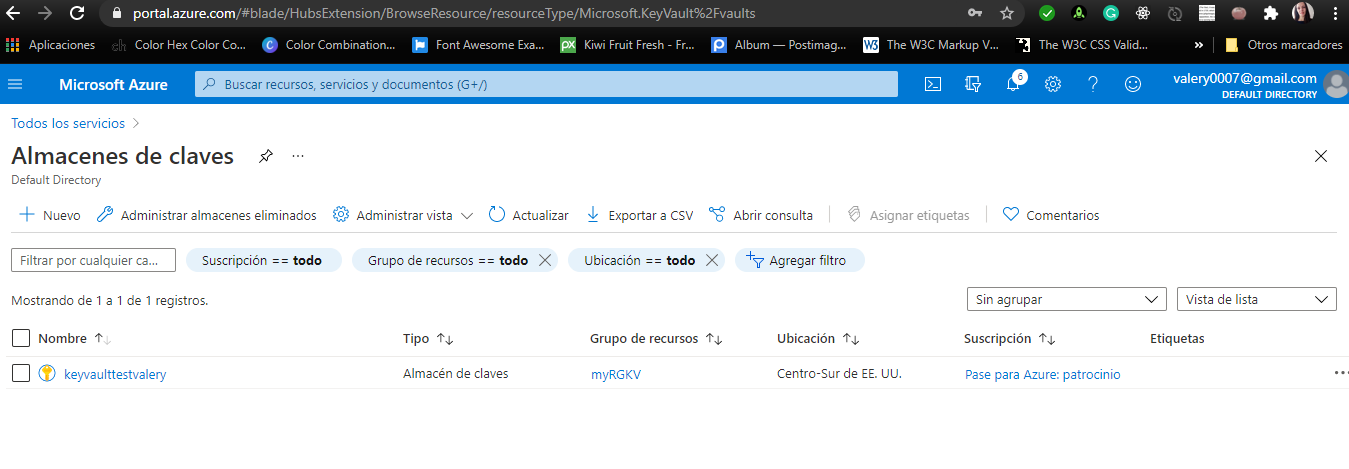 portal.azure.com/#blade/HubsExtension/BrowseResource/resourceType/Microsoft.KeyVault%2Fvaults
Aplicaciones ch Color Hex Color Co... C Color Combination... Font Awesome Exa... px Kiwi Fruit Fresh - Fr... P Album — Postimag... W3 The W3C Markup V... The W3C CSS Valid... » Otros marcadores
Microsoft Azure Buscar recursos, servicios y documentos (G+/) 6 valery0007@gmail.com
DEFAULT DIRECTORY
Todos los servicios >
Almacenes de claves ...
Default Directory
+ Nuevo Administrar almacenes eliminados Administrar vista Actualizar Exportar a CSV Abrir consulta Asignar etiquetas Comentarios
Filtrar por cualquier ca... Suscripción == todo Grupo de recursos == todo Ubicación == todo Agregar filtro
Mostrando de 1 a 1 de 1 registros. Sin agrupar Vista de lista
Nombre ↑↓ Tipo ↑↓ Grupo de recursos ↑↓ Ubicación ↑↓ Suscripción ↑↓ Etiquetas
keyvaulttestvalery Almacén de claves myRGKV Centro-Sur de EE. UU. Pase para Azure: patrocinio ...